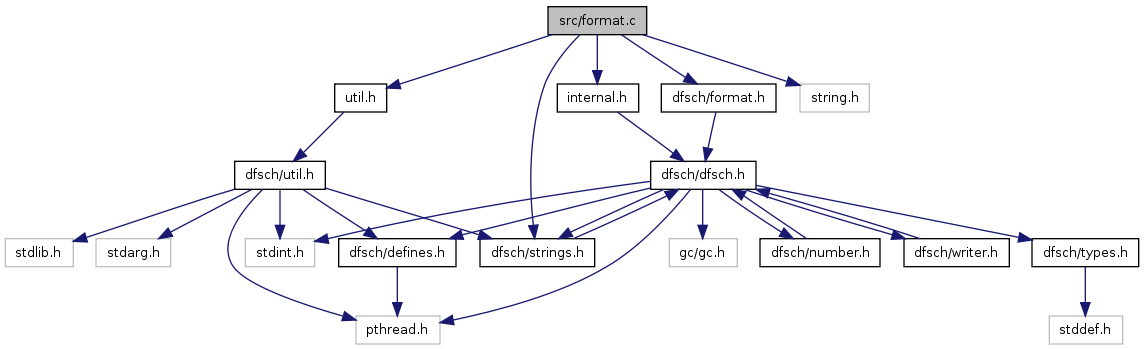 src/format.c
util.h
internal.h
dfsch/format.h
string.h
dfsch/util.h
dfsch/dfsch.h
stdlib.h
stdarg.h
stdint.h
dfsch/defines.h
dfsch/strings.h
gc/gc.h
dfsch/number.h
dfsch/writer.h
dfsch/types.h
pthread.h
stddef.h